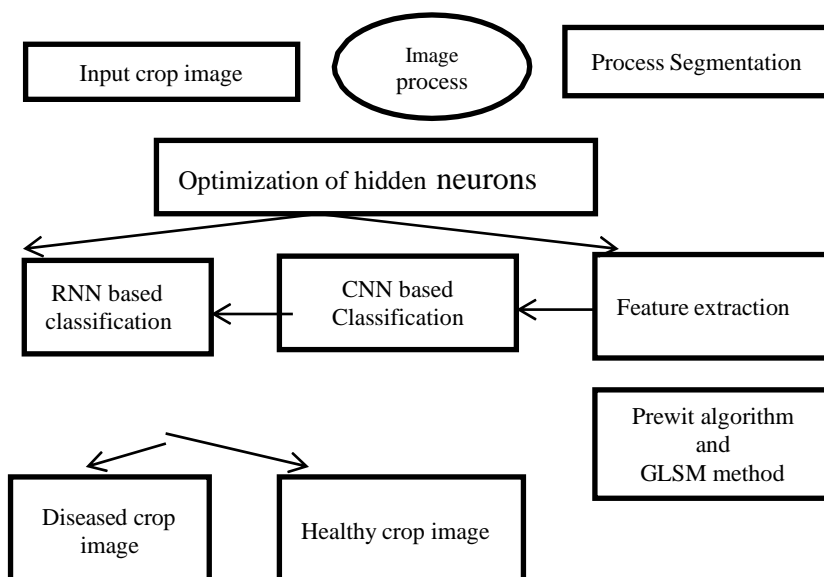 Input crop image
Image
process
Process Segmentation
Optimization of hidden neurons
RNN based
classification
CNN based
Classification
Feature extraction
Prewit algorithm
and
GLSM method
Diseased crop
image
Healthy crop image